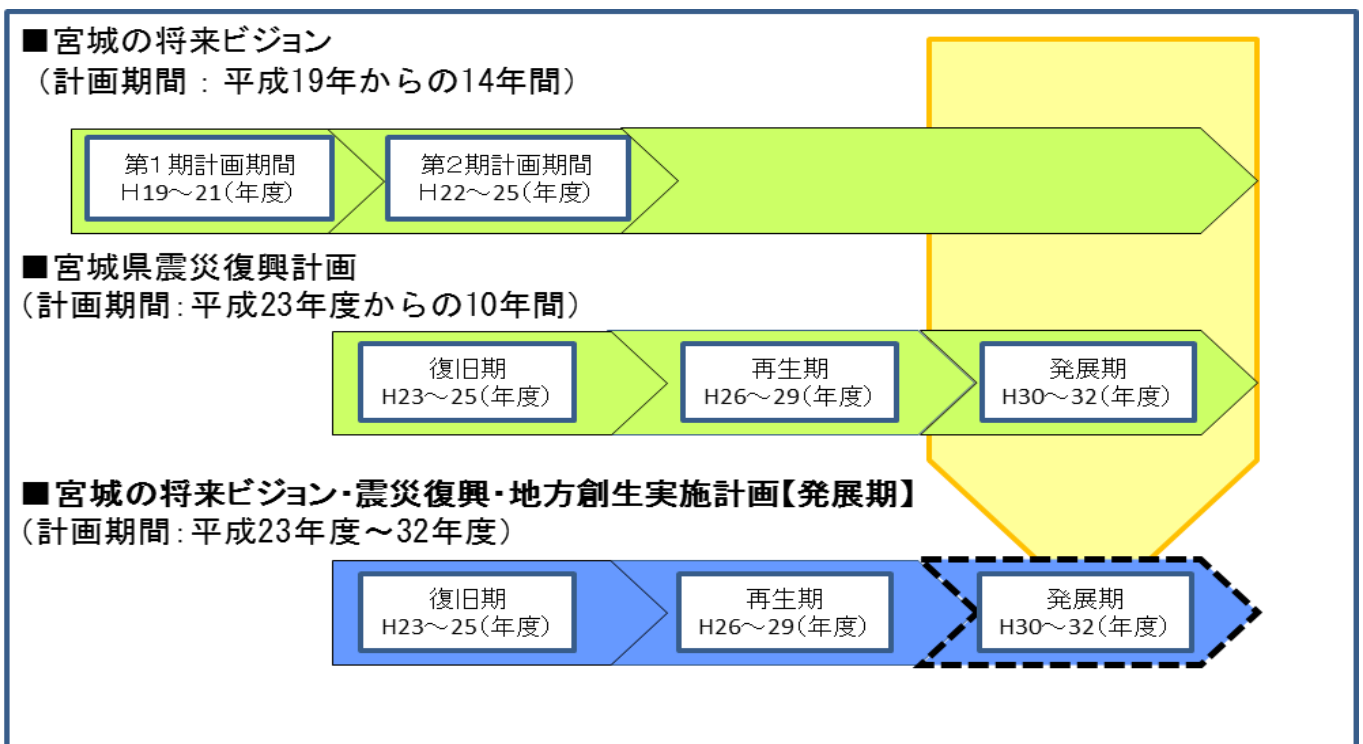 ■宮城の将来ビジョン
（計画期間：平成19年からの14年間）
第１期計画期間
H19～21(年度)
第２期計画期間
H22～25(年度)
■宮城県震災復興計画
（計画期間：平成23年度からの10年間）
復旧期
H23～25(年度)
再生期
H26～29(年度)
発展期
H30～32(年度)
■宮城の将来ビジョン・震災復興・地方創生実施計画【発展期】
（計画期間：平成23年度～32年度）
復旧期
H23～25(年度)
再生期
H26～29(年度)
発展期
H30～32(年度)